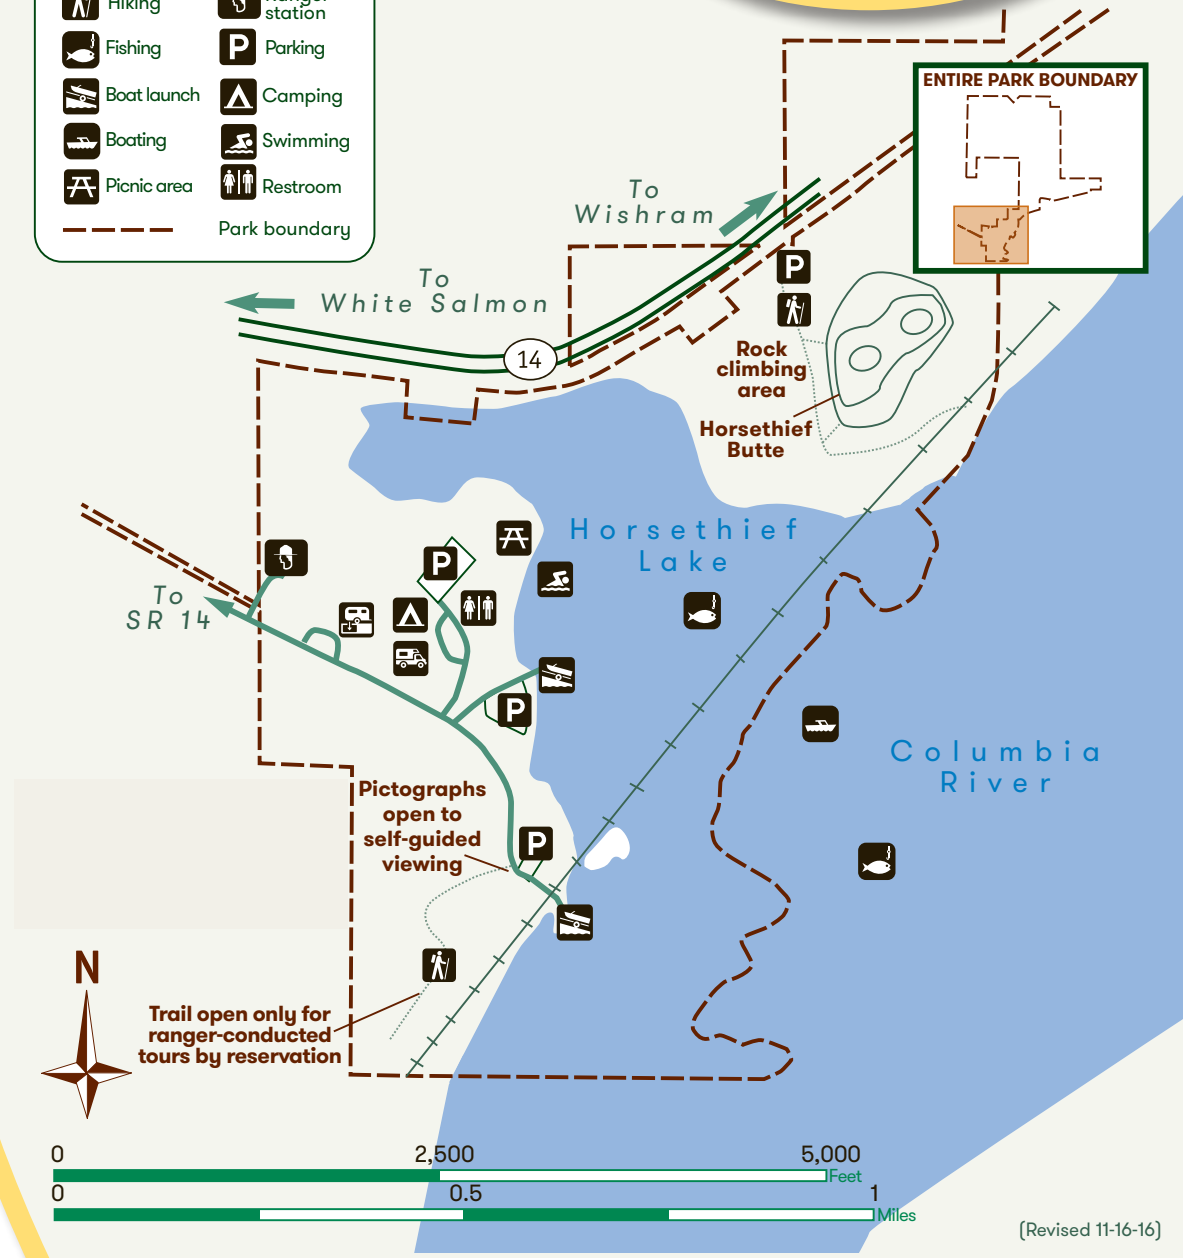 Hiking
Ranger
station
Fishing
Parking
Boat launch
Camping
Boating
Swimming
Picnic area
Restroom
Park boundary
ENTIRE PARK BOUNDARY
To
Wishram
To
White Salmon
14
P
Rock
climbing
area
Horsethief
Butte
Horsethief
Lake
P
To
SR 14
P
Columbia
River
Pictographs
open to
self-guided
viewing
P
N
Trail open only for
ranger-conducted
tours by reservation
0 2,500 5,000
Feet
0 0.5 1
Miles
(Revised 11-16-16)